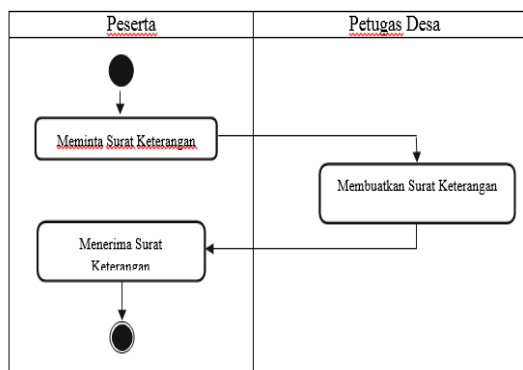 Peserta
Petugas Desa
Meminta Surat Keterangan
Membuatkan Surat Keterangan
Menerima Surat
Keterangan